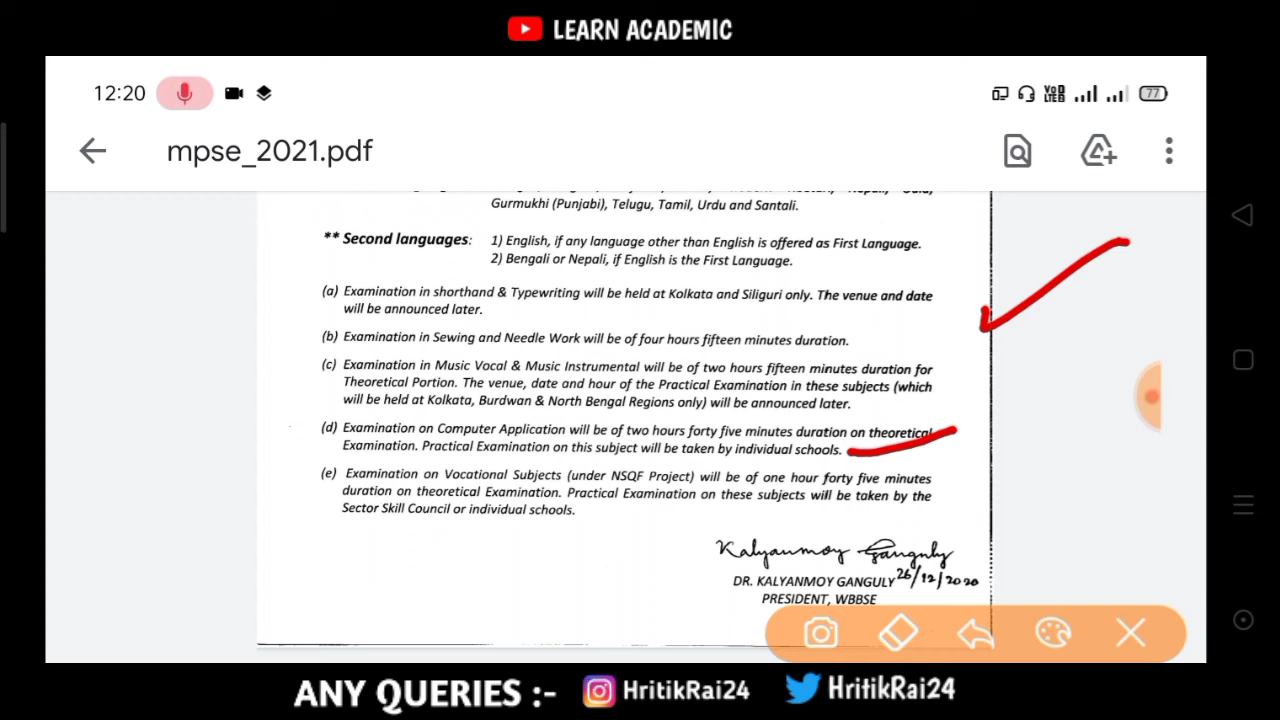 LEARN ACADEMIC
12:20
VoD
LTE
77
mpse_2021.pdf
Gurmukhi (Punjabi), Telugu, Tamil, Urdu and Santali.
** Second languages: 1) English, if any language other than English is offered as First Language.
2) Bengali or Nepali, if English is the First Language.
(a) Examination in shorthand & Typewriting will be held at Kolkata and Siliguri only. The venue and date
will be announced later.
(b) Examination in Sewing and Needle Work will be of four hours fifteen minutes duration.
(c) Examination in Music Vocal & Music Instrumental will be of two hours fifteen minutes duration for
Theoretical Portion. The venue, date and hour of the Practical Examination in these subjects (which
will be held at Kolkata, Burdwan & North Bengal Regions only) will be announced later.
(d) Examination on Computer Application will be of two hours forty five minutes duration on theoretical
Examination. Practical Examination on this subject will be taken by individual schools.
(e) Examination on Vocational Subjects (under NSQF Project) will be of one hour forty five minutes
duration on theoretical Examination. Practical Examination on these subjects will be taken by the
Sector Skill Council or individual schools.
Kalyanmoy Ganguly
26/12/2020
DR. KALYANMOY GANGULY
PRESIDENT, WBBSE
ANY QUERIES :- HritikRai24 HritikRai24